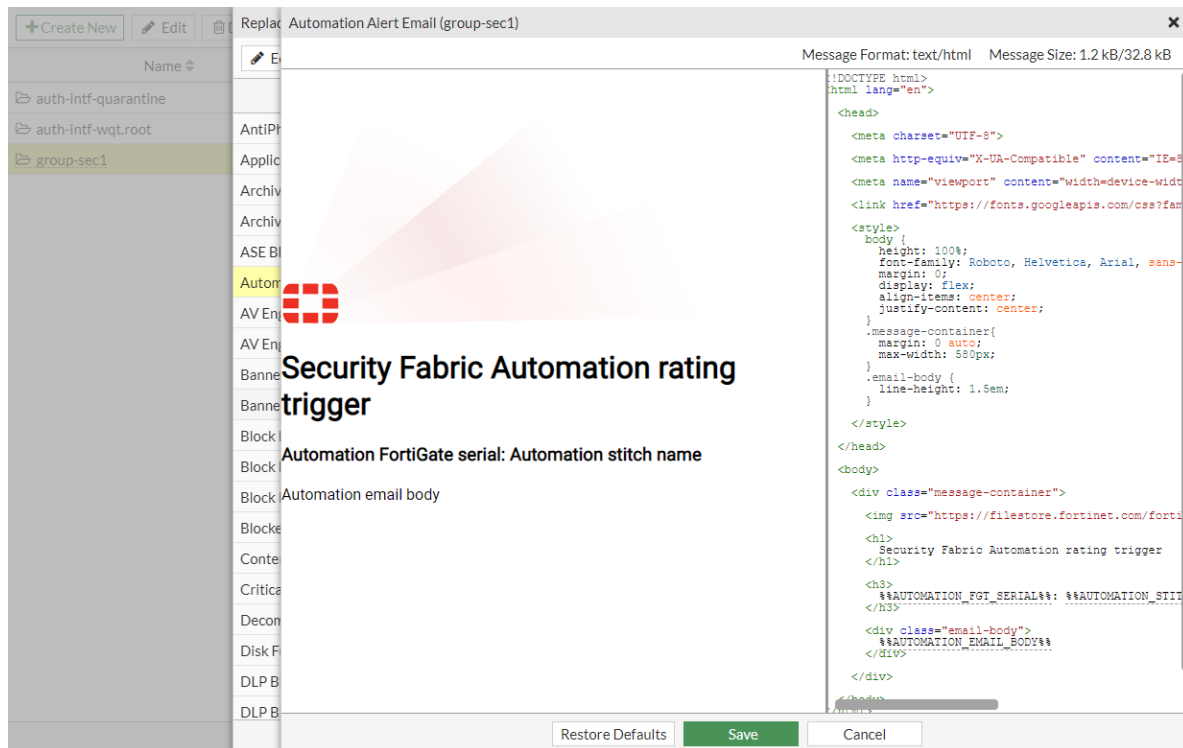 Create New
Edit
Name
auth-intf-quarantine
auth-intf-wqt.root
group-sec1
Replac
E
AntiPh
Applic
Archiv
Archiv
ASE Bl
Autom
AV Eng
AV Eng
Banne
Banne
Block
Block
Block
Blocke
Conte
Critica
Decom
Disk F
DLP B
DLP B
Automation Alert Email (group-sec1)
Message Format: text/html Message Size: 1.2 kB/32.8 kB
Security Fabric Automation rating
trigger
Automation FortiGate serial: Automation stitch name
Automation email body
!DOCTYPE html>
html lang="en">
<head>
<meta charset="UTF-8">
<meta http-equiv="X-UA-Compatible" content="IE=8
<meta name="viewport" content="width=device-widt
<link href="https://fonts.googleapis.com/css?fam
<style>
body {
height: 100%;
font-family: Roboto, Helvetica, Arial, sans-
margin: 0;
display: flex;
align-items: center;
justify-content: center;
}
.message-container{
margin: 0 auto;
max-width: 580px;
}
.email-body {
line-height: 1.5em;
}
</style>
</head>
<body>
<div class="message-container">
<img src="https://filestore.fortinet.com/forti
<h1>
Security Fabric Automation rating trigger
</h1>
<h3>
%%AUTOMATION_FGT_SERIAL%%: %%AUTOMATION_STIT
</h3>
<div class="email-body">
%%AUTOMATION_EMAIL_BODY%%
</div>
</div>
</body>
Restore Defaults Save Cancel